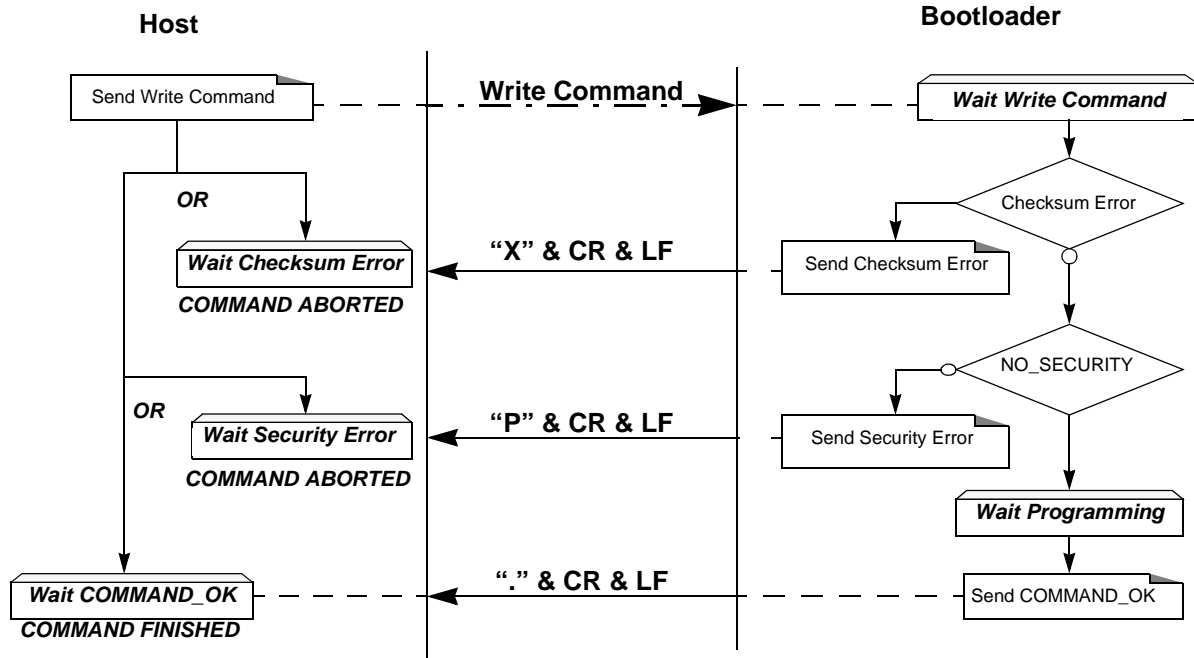 Host
Bootloader
Send Write Command
Write Command
Wait Write Command
OR
Checksum Error
Wait Checksum Error
“X” & CR & LF
Send Checksum Error
COMMAND ABORTED
NO_SECURITY
OR
Wait Security Error
“P” & CR & LF
Send Security Error
COMMAND ABORTED
Wait Programming
Wait COMMAND_OK
“.” & CR & LF
Send COMMAND_OK
COMMAND FINISHED